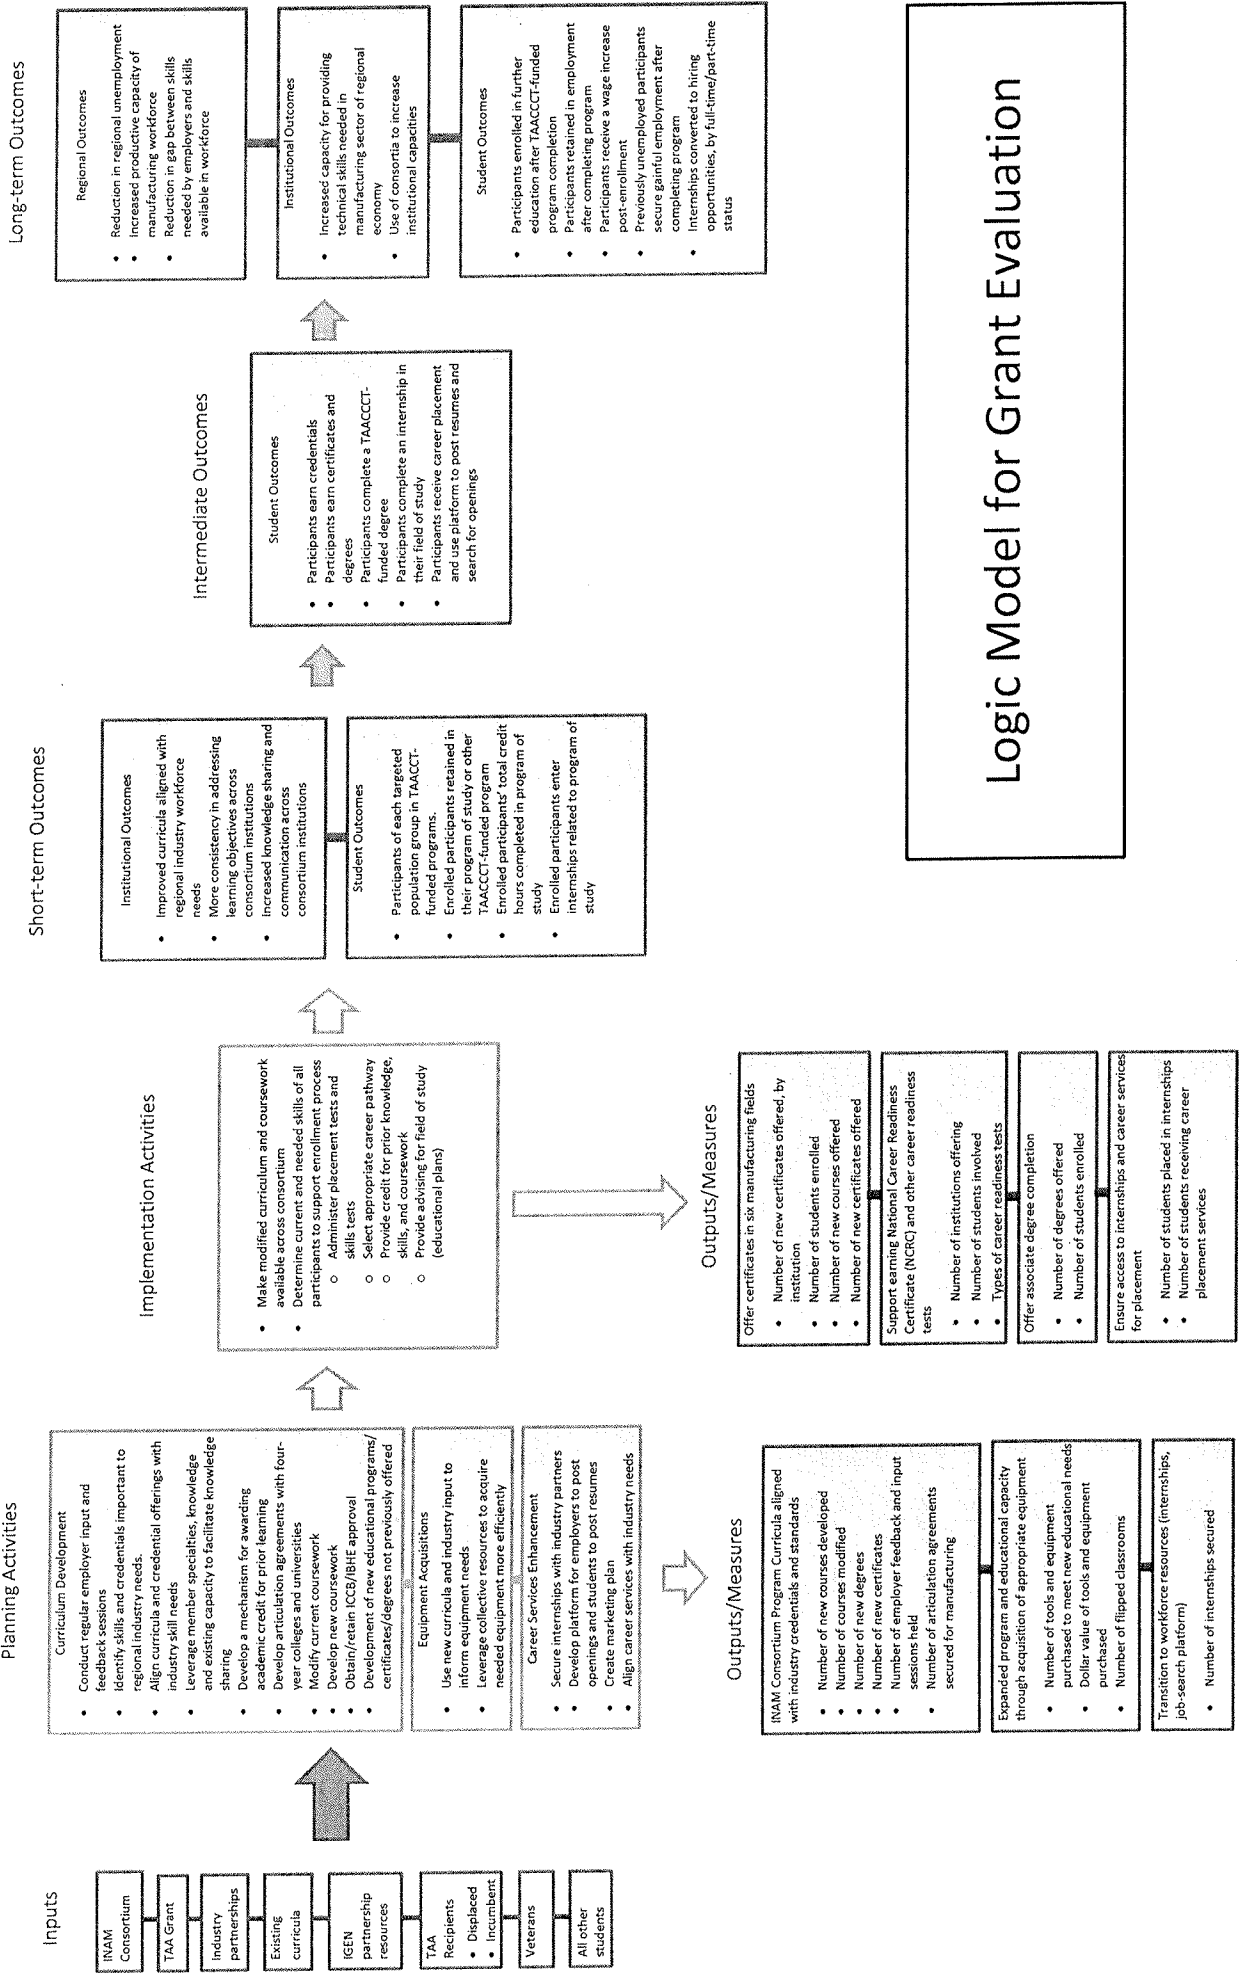 Inputs
INAM
Consortium
TAA Grant
Industry
partnerships
Existing
curricula
IGEN
partnership
resources
TAA
Recipients
• Displaced
• Incumbent
Veterans
All other
students
Planning Activities
Curriculum Development
• Conduct regular employer input and
feedback sessions
• Identify skills and credentials important to
regional industry needs.
• Align curricula and credential offerings with
industry skill needs
• Leverage member specialties, knowledge
and existing capacity to facilitate knowledge
sharing
• Develop a mechanism for awarding
academic credit for prior learning
• Develop articulation agreements with four-
year colleges and universities
• Modify current coursework
• Develop new coursework
• Obtain/retain ICCB/IBHE approval
• Development of new educational programs/
certificates/degrees not previously offered
Equipment Acquisitions
• Use new curricula and industry input to
inform equipment needs
• Leverage collective resources to acquire
needed equipment more efficiently
Career Services Enhancement
• Secure internships with industry partners
• Develop platform for employers to post
openings and students to post resumes
• Create marketing plan
• Align career services with industry needs
Outputs/Measures
INAM Consortium Program Curricula aligned
with industry credentials and standards
• Number of new courses developed
• Number of courses modified
• Number of new degrees
• Number of new certificates
• Number of employer feedback and input
sessions held
• Number of articulation agreements
secured for manufacturing
Expanded program and educational capacity
through acquisition of appropriate equipment
• Number of tools and equipment
purchased to meet new educational needs
• Dollar value of tools and equipment
purchased
• Number of flipped classrooms
Transition to workforce resources (internships,
job-search platform)
• Number of internships secured
Implementation Activities
• Make modified curriculum and coursework
available across consortium
• Determine current and needed skills of all
participants to support enrollment process
○ Administer placement tests and
skills tests
○ Select appropriate career pathway
○ Provide credit for prior knowledge,
skills, and coursework
○ Provide advising for field of study
(educational plans)
Outputs/Measures
Offer certificates in six manufacturing fields
• Number of new certificates offered, by
institution
• Number of students enrolled
• Number of new courses offered
• Number of new certificates offered
Support earning National Career Readiness
Certificate (NCRC) and other career readiness
tests
• Number of institutions offering
• Number of students involved
• Types of career readiness tests
Offer associate degree completion
• Number of degrees offered
• Number of students enrolled
Ensure access to internships and career services
for placement
• Number of students placed in internships
• Number of students receiving career
placement services
Short-term Outcomes
Institutional Outcomes
• Improved curricula aligned with
regional industry workforce
needs
• More consistency in addressing
learning objectives across
consortium institutions
• Increased knowledge sharing and
communication across
consortium institutions
Student Outcomes
• Participants of each targeted
population group in TAACCT-
funded programs.
• Enrolled participants retained in
their program of study or other
TAACCCT-funded program
• Enrolled participants' total credit
hours completed in program of
study
• Enrolled participants enter
internships related to program of
study
Intermediate Outcomes
Student Outcomes
• Participants earn credentials
• Participants earn certificates and
degrees
• Participants complete a TAACCCT-
funded degree
• Participants complete an internship in
their field of study
• Participants receive career placement
and use platform to post resumes and
search for openings
Long-term Outcomes
Regional Outcomes
• Reduction in regional unemployment
• Increased productive capacity of
manufacturing workforce
• Reduction in gap between skills
needed by employers and skills
available in workforce
Institutional Outcomes
• Increased capacity for providing
technical skills needed in
manufacturing sector of regional
economy
• Use of consortia to increase
institutional capacities
Student Outcomes
• Participants enrolled in further
education after TAACCCT-funded
program completion
• Participants retained in employment
after completing program
• Participants receive a wage increase
post-enrollment
• Previously unemployed participants
secure gainful employment after
completing program
• Internships converted to hiring
opportunities, by full-time/part-time
status
Logic Model for Grant Evaluation